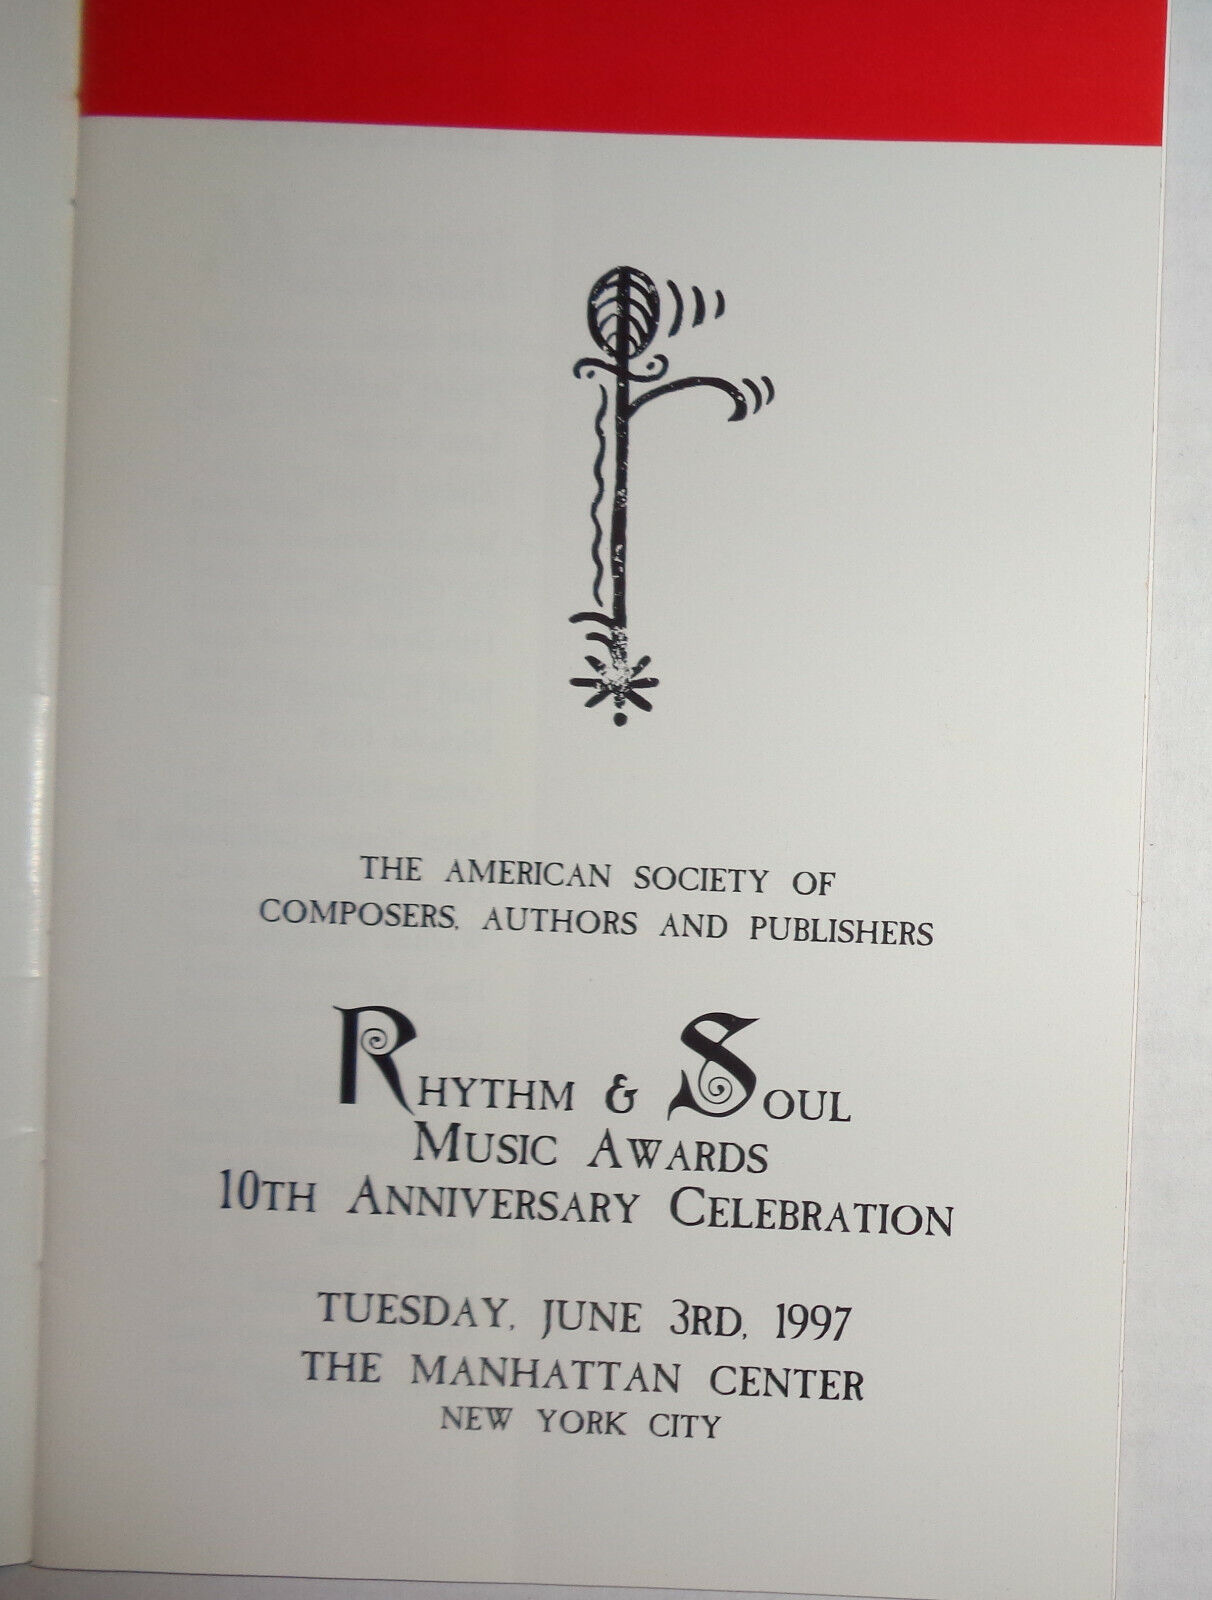 THE AMERICAN SOCIETY OF
COMPOSERS, AUTHORS AND PUBLISHERS
RHYTHM & SOUL
MUSIC AWARDS
10TH ANNIVERSARY CELEBRATION
TUESDAY, JUNE 3RD, 1997
THE MANHATTAN CENTER
NEW YORK CITY